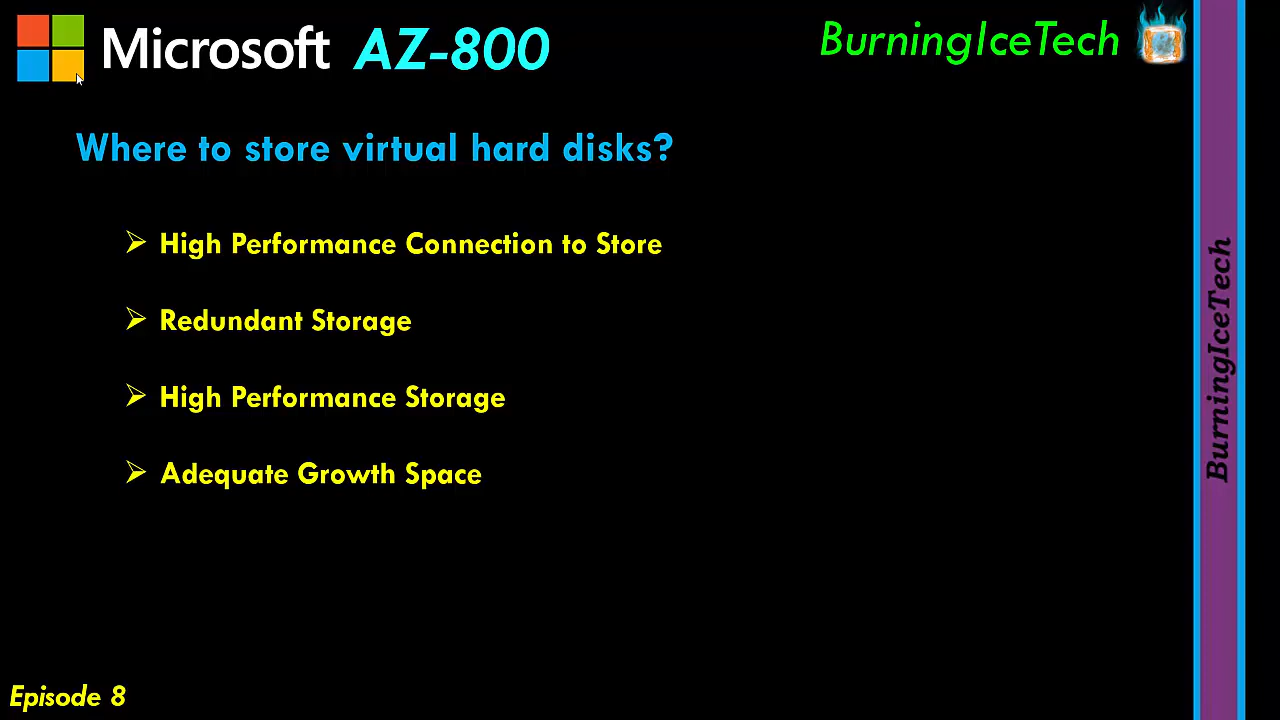 Microsoft AZ-800
BurningIceTech
Where to store virtual hard disks?
High Performance Connection to Store
Redundant Storage
High Performance Storage
Adequate Growth Space
BurningIceTech
Episode 8